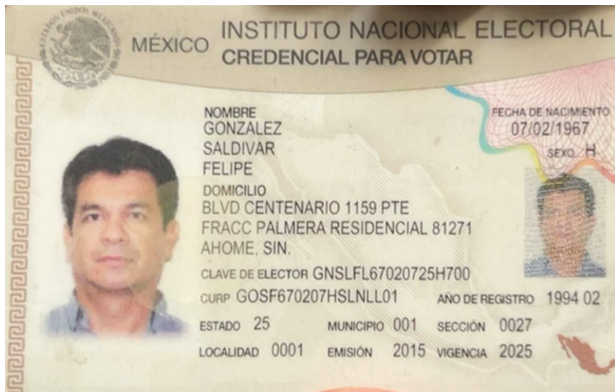 MÉXICO INSTITUTO NACIONAL ELECTORAL
CREDENCIAL PARA VOTAR
NOMBRE
GONZALEZ
SALDIVAR
FELIPE
FECHA DE NACIMIENTO
07/02/1967
SEXO H
DOMICILIO
BLVD CENTENARIO 1159 PTE
FRACC PALMERA RESIDENCIAL 81271
AHOME, SIN.
CLAVE DE ELECTOR GNSLFL67020725H700
CURP GOSF670207HSLNLL01 AÑO DE REGISTRO 1994 02
ESTADO 25 MUNICIPIO 001 SECCIÓN 0027
LOCALIDAD 0001 EMISIÓN 2015 VIGENCIA 2025